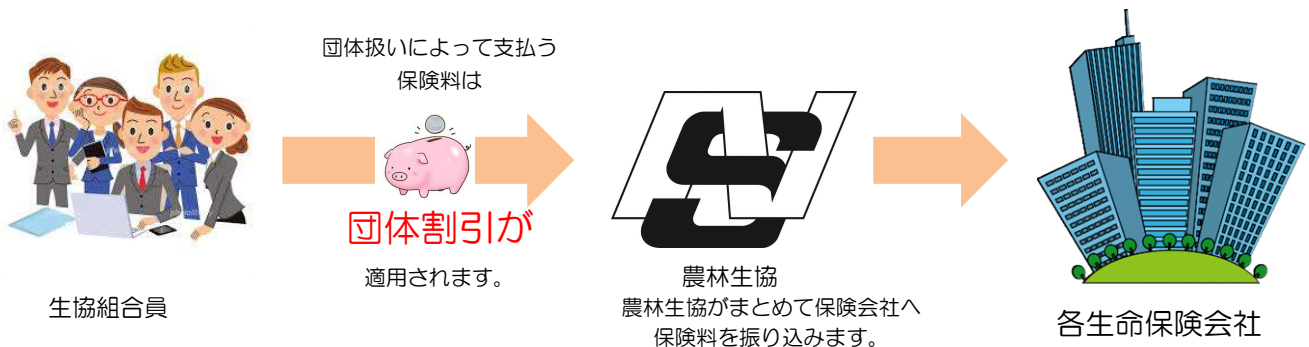 団体扱いによって支払う
保険料は
団体割引が
適用されます。
生協組合員
農林生協
農林生協がまとめて保険会社へ
保険料を振り込みます。
各生命保険会社